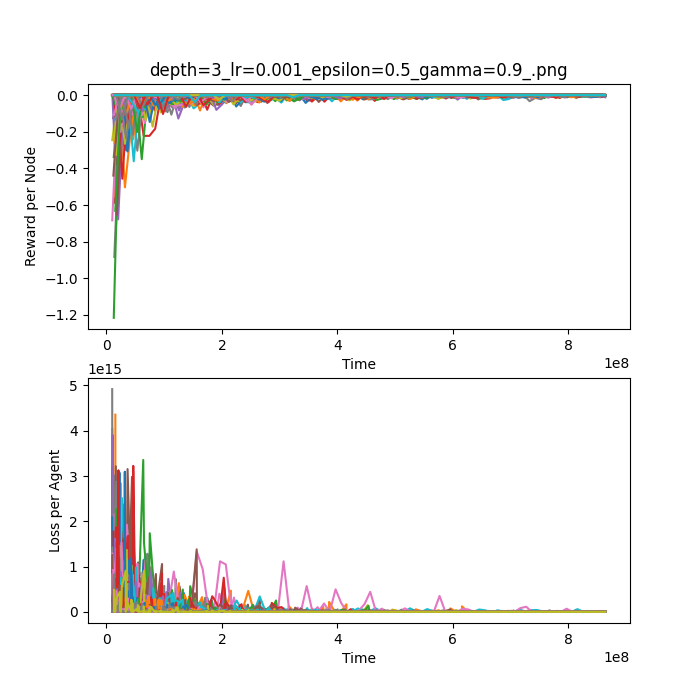 depth=3_lr=0.001_epsilon=0.5_gamma=0.9_.png
0.0
−0.2
−0.4
−0.6
−0.8
−1.0
−1.2
Reward per Node
0 2 4 6 8
1e8
Time
1e15
5
4
3
2
1
0
Loss per Agent
0 2 4 6 8
1e8
Time